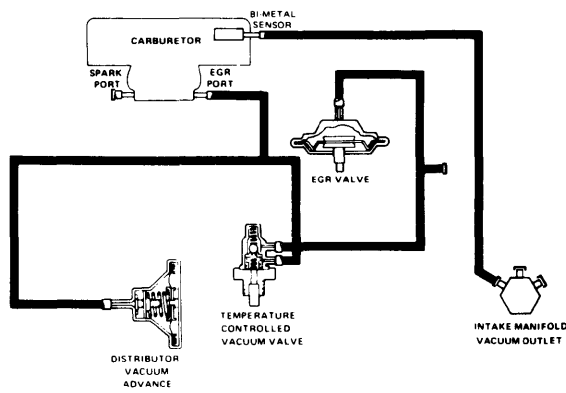 BI-METAL
SENSOR
CARBURETOR
SPARK
PORT
EGR
PORT
EGR VALVE
TEMPERATURE
CONTROLLED
VACUUM VALVE
INTAKE MANIFOLD
VACUUM OUTLET
DISTRIBUTOR
VACUUM
ADVANCE